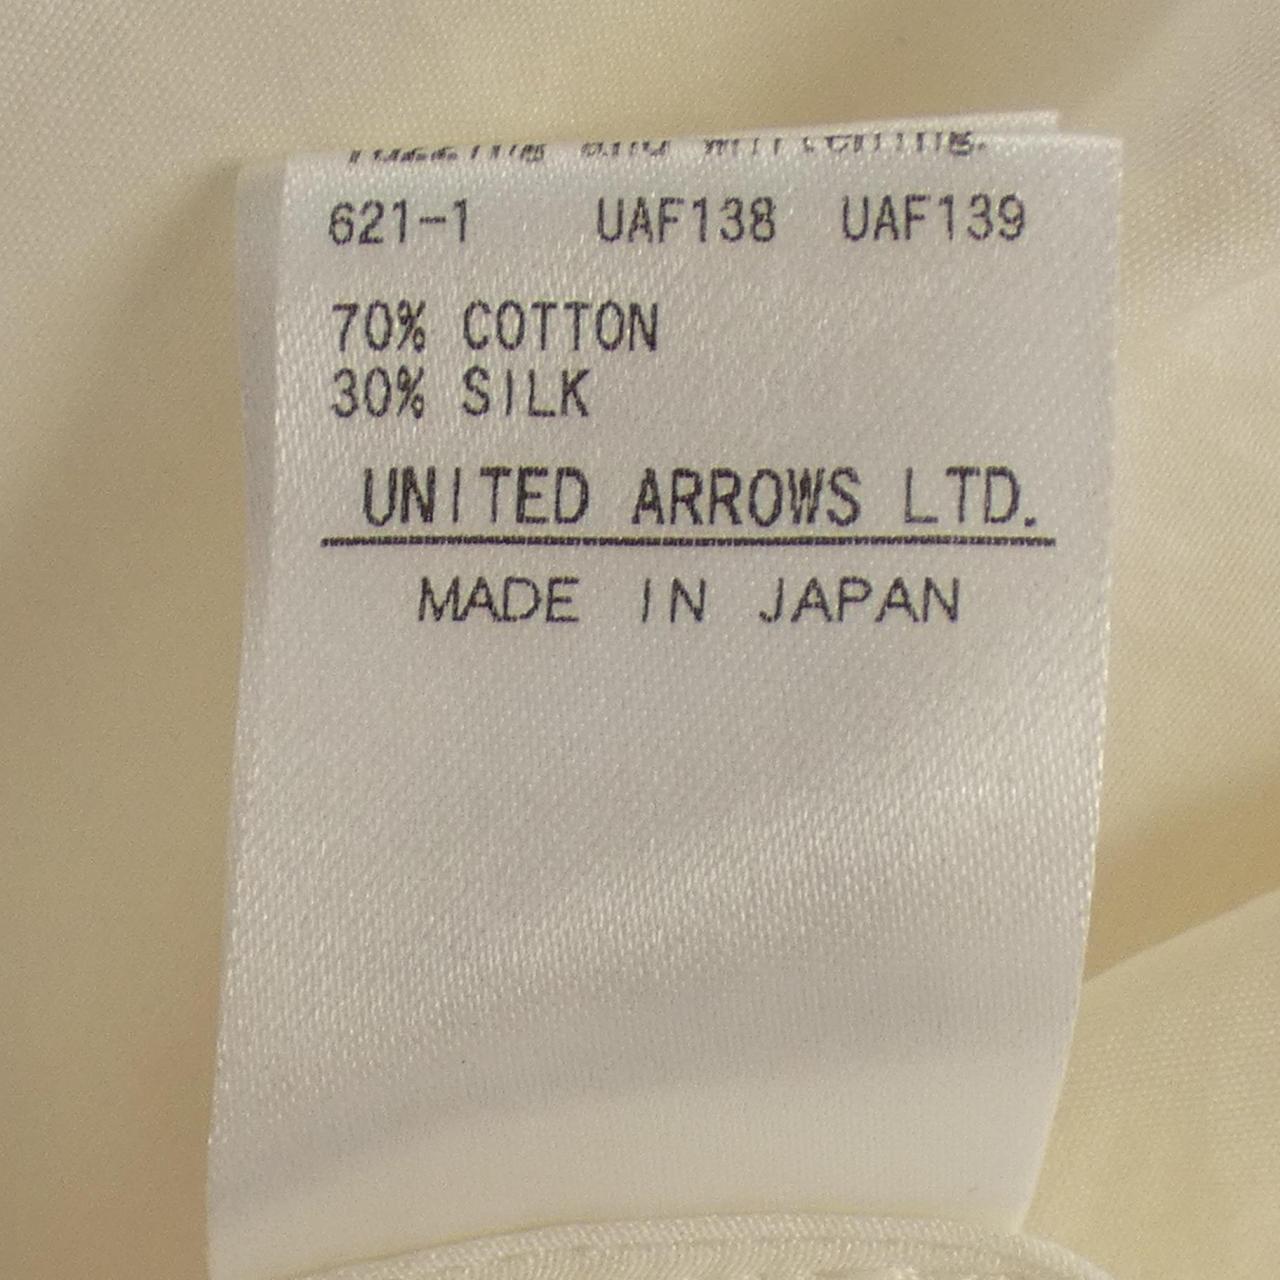 621-1 UAF138 UAF139
70% COTTON
30% SILK
UNITED ARROWS LTD.
MADE IN JAPAN